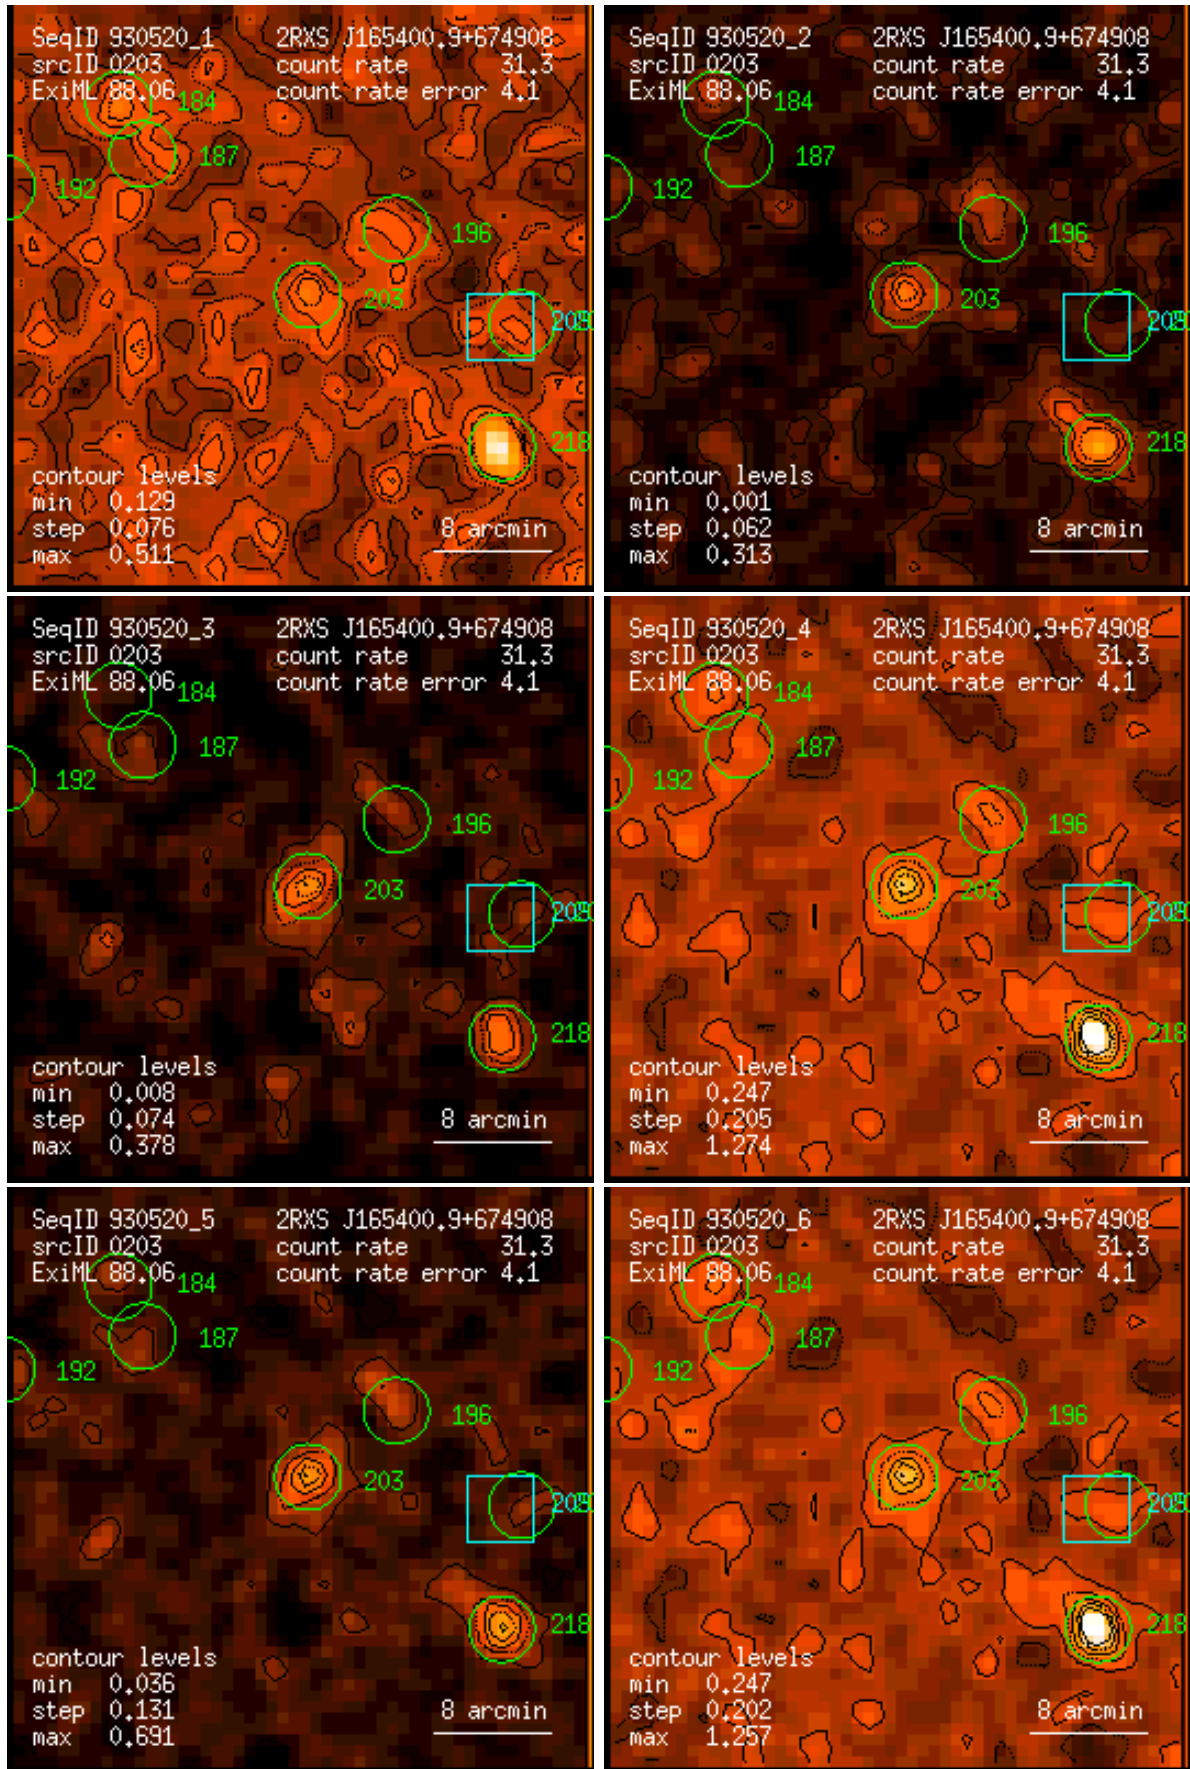 SeqID 930520_1 2RXS J165400.9+674908
srcID 0203 count rate 31.3
ExiML 88.06 count rate error 4.1
184
187
192
196
203
218
contour levels
min 0.129
step 0.076
max 0.511
8 arcmin
SeqID 930520_2 2RXS J165400.9+674908
srcID 0203 count rate 31.3
ExiML 88.06 count rate error 4.1
184
187
192
196
203
218
contour levels
min 0.001
step 0.062
max 0.313
8 arcmin
SeqID 930520_3 2RXS J165400.9+674908
srcID 0203 count rate 31.3
ExiML 88.06 count rate error 4.1
184
187
192
196
203
218
contour levels
min 0.008
step 0.074
max 0.378
8 arcmin
SeqID 930520_4 2RXS J165400.9+674908
srcID 0203 count rate 31.3
ExiML 88.06 count rate error 4.1
184
187
192
196
203
218
contour levels
min 0.247
step 0.205
max 1.274
8 arcmin
SeqID 930520_5 2RXS J165400.9+674908
srcID 0203 count rate 31.3
ExiML 88.06 count rate error 4.1
184
187
192
196
203
218
contour levels
min 0.036
step 0.131
max 0.691
8 arcmin
SeqID 930520_6 2RXS J165400.9+674908
srcID 0203 count rate 31.3
ExiML 88.06 count rate error 4.1
184
187
192
196
203
218
contour levels
min 0.247
step 0.202
max 1.257
8 arcmin